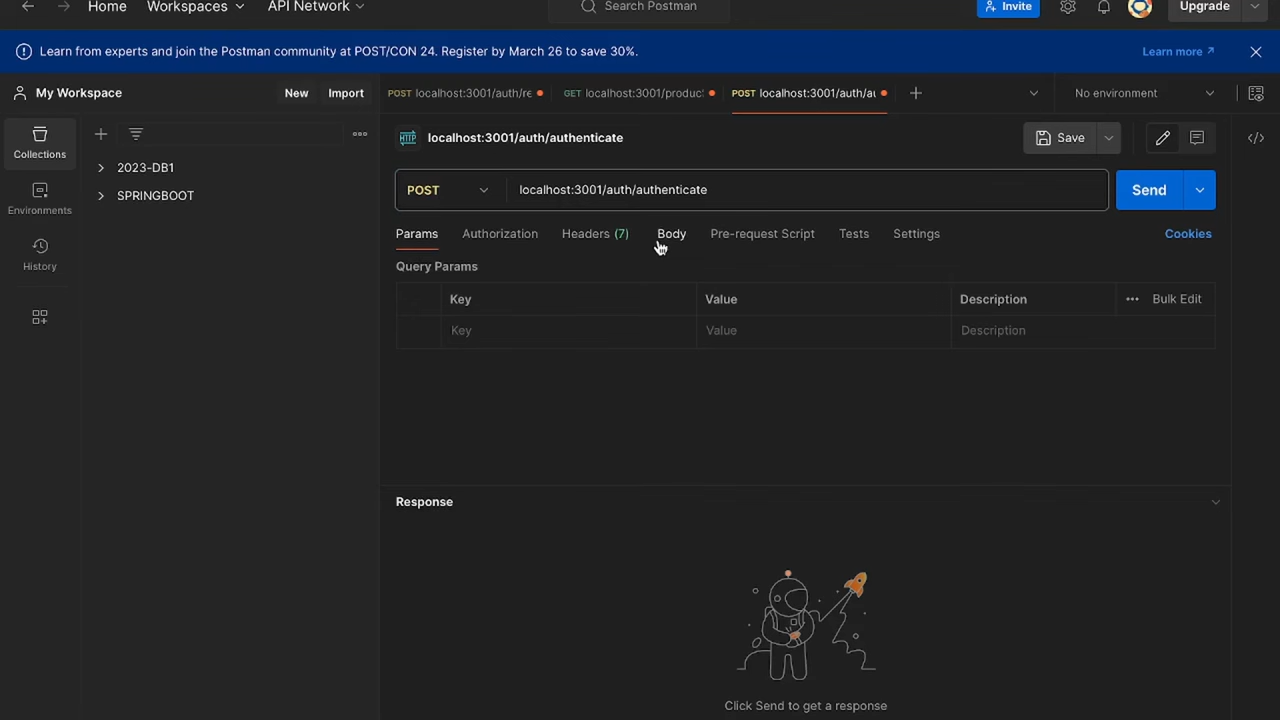 Home Workspaces API Network Search Postman Invite Upgrade
Learn from experts and join the Postman community at POST/CON 24. Register by March 26 to save 30%. Learn more
My Workspace New Import POST localhost:3001/auth/re GET localhost:3001/produc POST localhost:3001/auth/au No environment
Collections
Environments
History
2023-DB1
SPRINGBOOT
HTTP localhost:3001/auth/authenticate Save
POST localhost:3001/auth/authenticate Send
Params Authorization Headers (7) Body Pre-request Script Tests Settings Cookies
Query Params
Key Value Description Bulk Edit
Key Value Description
Response
Click Send to get a response